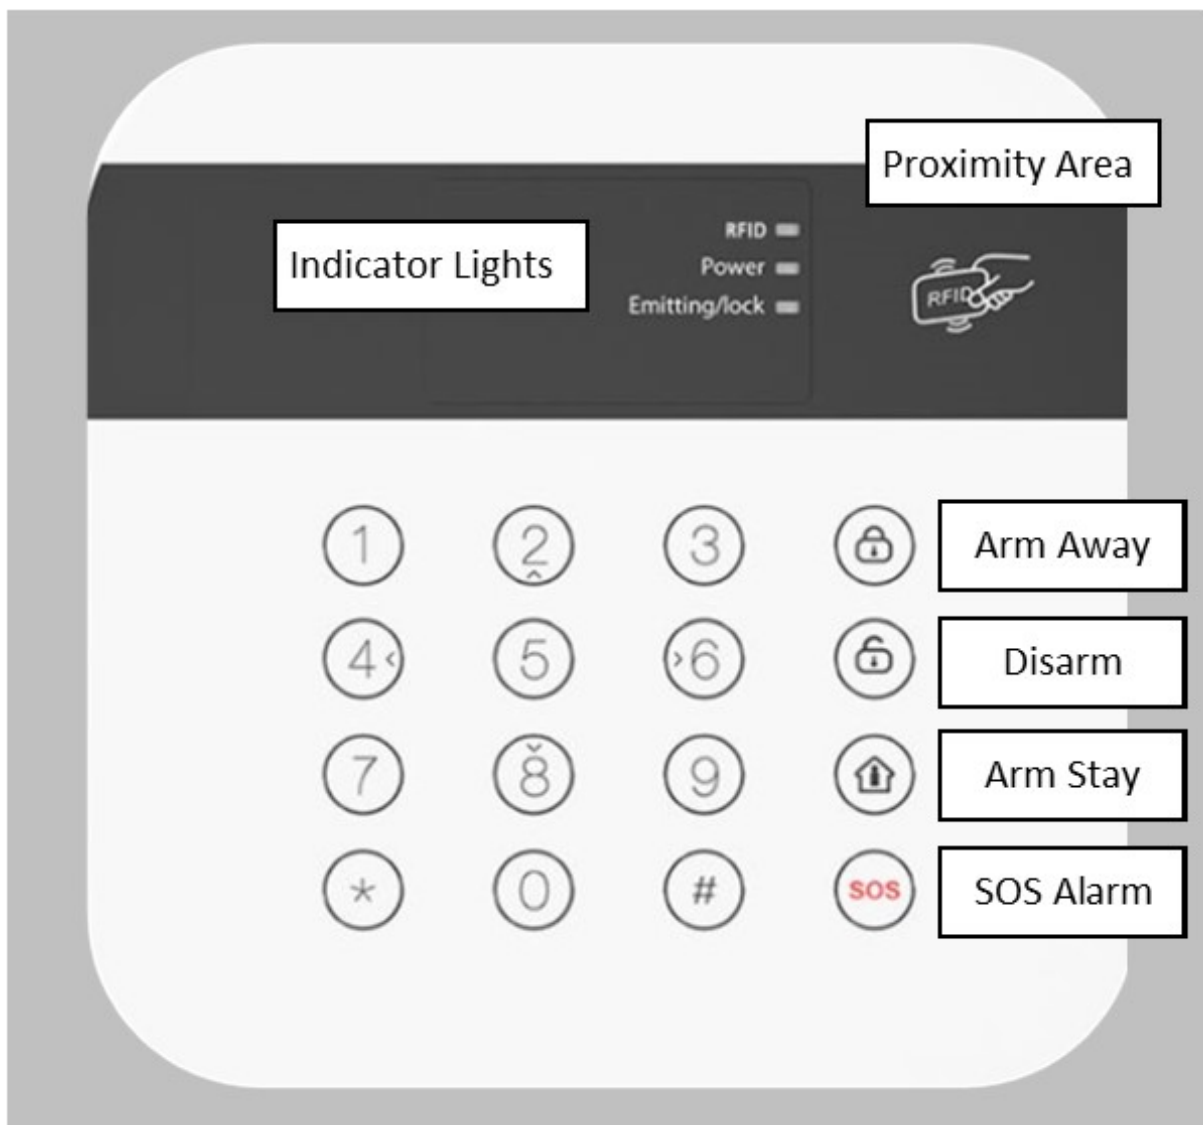 Proximity Area
Indicator Lights
RFID
Power
Emitting/lock
RFID
1 2 3 Arm Away
4 5 6 Disarm
7 8 9 Arm Stay
* 0 # SOS SOS Alarm